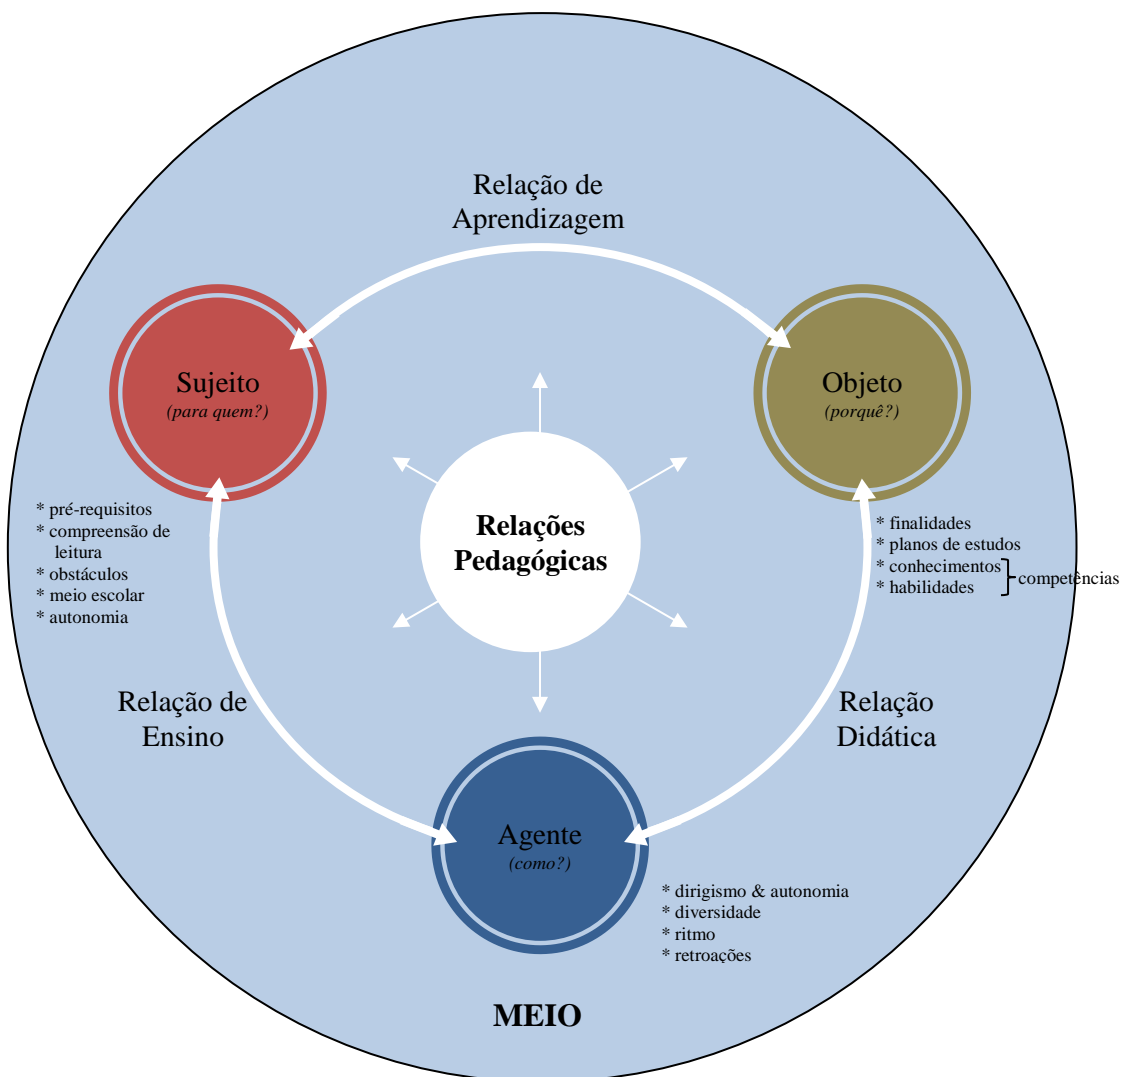 Relação de
Aprendizagem
Sujeito
(para quem?)
Objeto
(porquê?)
* pré-requisitos
* compreensão de
leitura
* obstáculos
* meio escolar
* autonomia
Relações
Pedagógicas
* finalidades
* planos de estudos
* conhecimentos
* habilidades
competências
Relação de
Ensino
Relação
Didática
Agente
(como?)
* dirigismo & autonomia
* diversidade
* ritmo
* retroações
MEIO